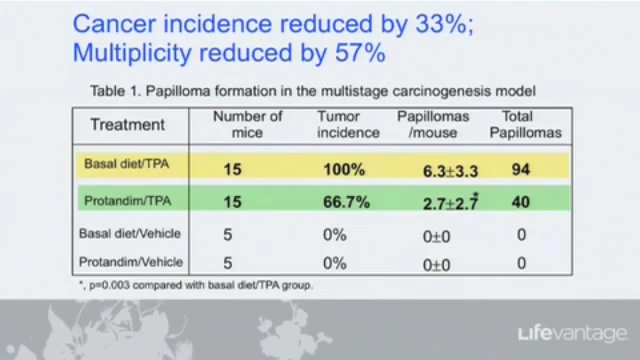 Cancer incidence reduced by 33%;
Multiplicity reduced by 57%
Table 1. Papilloma formation in the multistage carcinogenesis model
Treatment Number of mice Tumor incidence Papillomas /mouse Total Papillomas
Basal diet/TPA 15 100% 6.3±3.3 94
Protandim/TPA 15 66.7% 2.7±2.7* 40
Basal diet/Vehicle 5 0% 0±0 0
Protandim/Vehicle 5 0% 0±0 0
*, p=0.003 compared with basal diet/TPA group.
Lifevantage